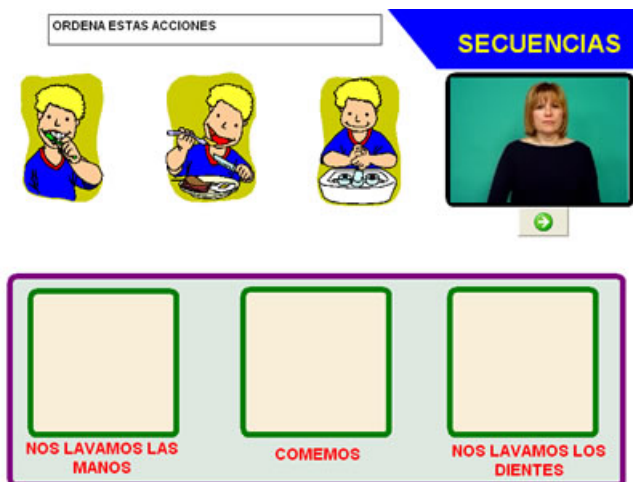 ORDENA ESTAS ACCIONES
SECUENCIAS
NOS LAVAMOS LAS
MANOS
COMEMOS
NOS LAVAMOS LOS
DIENTES